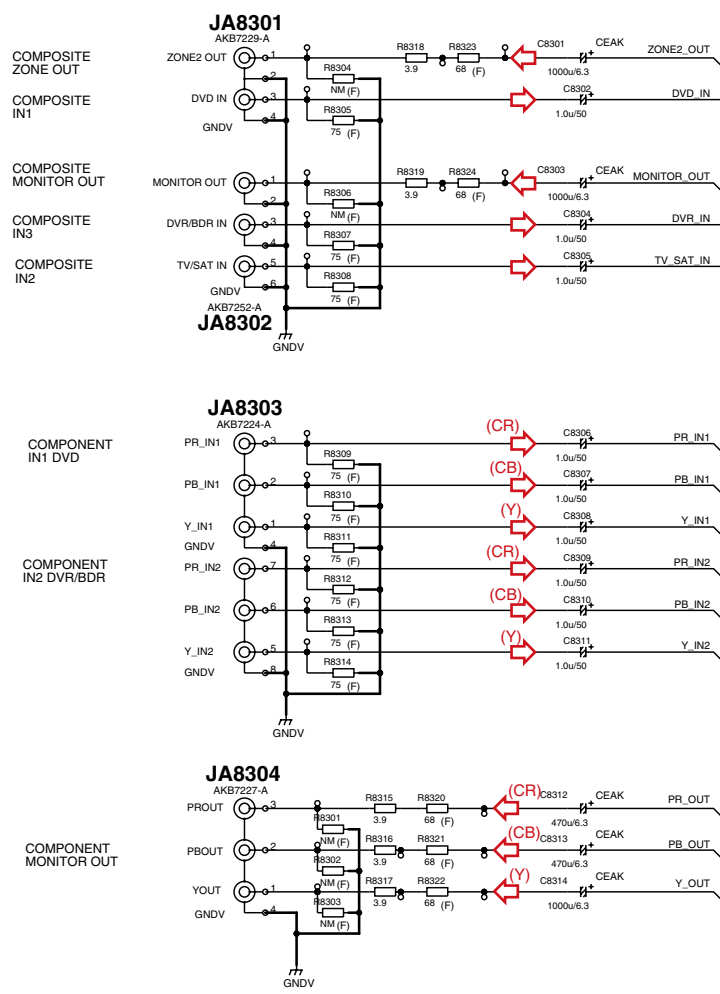 JA8301
AKB7229-A
COMPOSITE
ZONE OUT
ZONE2 OUT
1
R8318
3.9
R8323
68 (F)
C8301
CEAK
1000u/6.3
ZONE2_OUT
2
R8304
NM (F)
COMPOSITE
IN1
DVD IN
3
C8302
1.0u/50
DVD_IN
R8305
75 (F)
GNDV
4
COMPOSITE
MONITOR OUT
MONITOR OUT
1
R8319
3.9
R8324
68 (F)
C8303
CEAK
1000u/6.3
MONITOR_OUT
2
R8306
NM (F)
COMPOSITE
IN3
DVR/BDR IN
3
C8304
1.0u/50
DVR_IN
4
R8307
75 (F)
COMPOSITE
IN2
TV/SAT IN
5
C8305
1.0u/50
TV_SAT_IN
R8308
75 (F)
GNDV
6
AKB7252-A
JA8302
GNDV
JA8303
AKB7224-A
COMPONENT
IN1 DVD
PR_IN1
3
(CR)
C8306
1.0u/50
PR_IN1
R8309
75 (F)
PB_IN1
2
(CB)
C8307
1.0u/50
PB_IN1
R8310
75 (F)
Y_IN1
1
(Y)
C8308
1.0u/50
Y_IN1
R8311
75 (F)
GNDV
4
COMPONENT
IN2 DVR/BDR
PR_IN2
7
(CR)
C8309
1.0u/50
PR_IN2
R8312
75 (F)
PB_IN2
6
(CB)
C8310
1.0u/50
PB_IN2
R8313
75 (F)
Y_IN2
5
(Y)
C8311
1.0u/50
Y_IN2
R8314
75 (F)
GNDV
8
GNDV
JA8304
AKB7227-A
PROUT
3
R8315
3.9
R8320
68 (F)
(CR)
C8312
CEAK
470u/6.3
PR_OUT
R8301
NM (F)
COMPONENT
MONITOR OUT
PBOUT
2
R8316
3.9
R8321
68 (F)
(CB)
C8313
CEAK
470u/6.3
PB_OUT
R8302
NM (F)
YOUT
1
R8317
3.9
R8322
68 (F)
(Y)
C8314
CEAK
1000u/6.3
Y_OUT
R8303
NM (F)
GNDV
4
GNDV